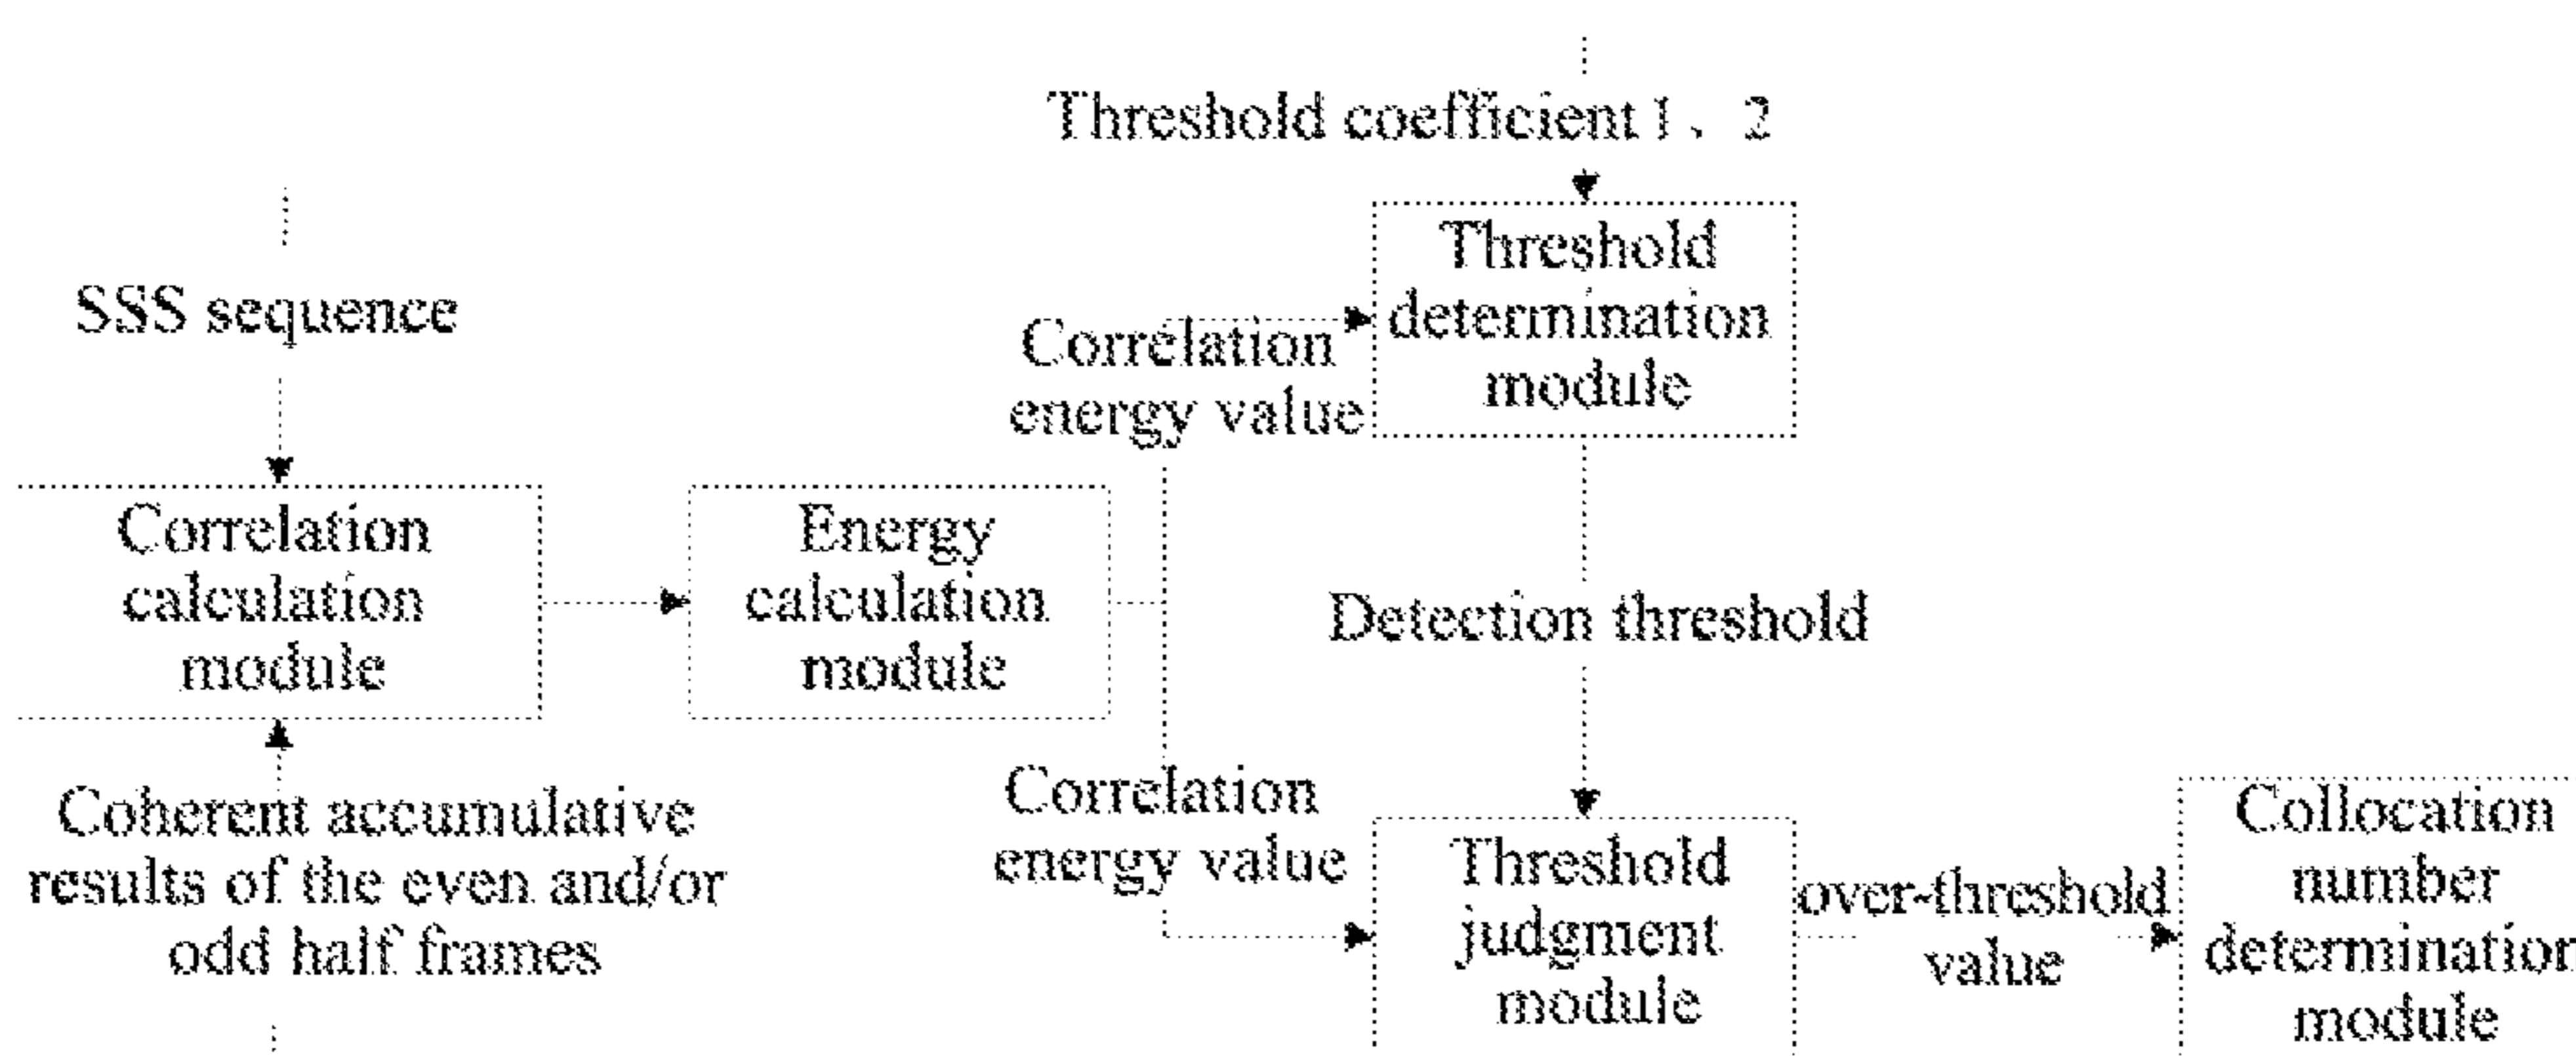 Threshold coefficient 1、2
SSS sequence
Threshold
determination
module
Correlation
energy value
Correlation
calculation
module
Energy
calculation
module
Detection threshold
Coherent accumulative
results of the even and/or
odd half frames
Correlation
energy value
Threshold
judgment
module
over-threshold
value
Collocation
number
determination
module